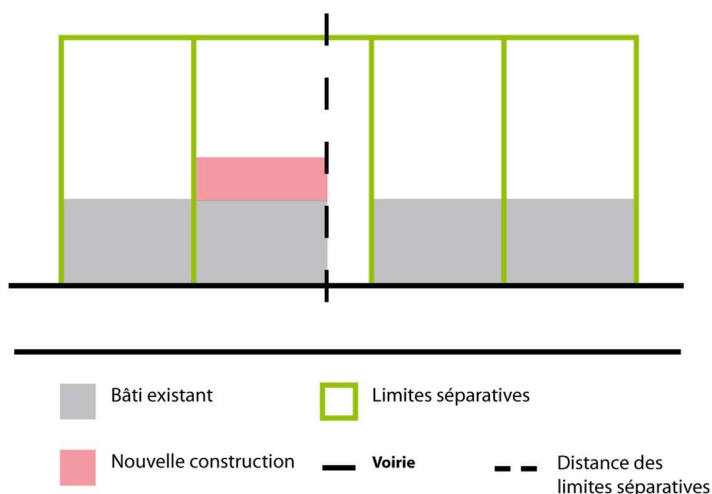 Bâti existant
Limites séparatives
Nouvelle construction
Voirie
Distance des
limites séparatives